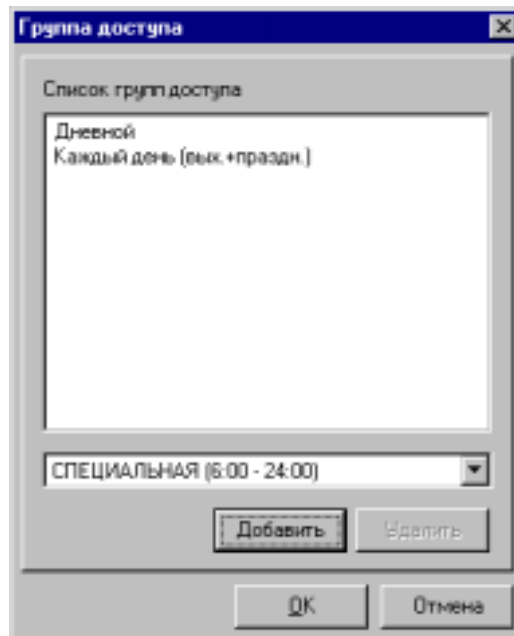 Группа доступа
Список групп доступа
Дневной
Каждый день (вых.+праздн.)
СПЕЦИАЛЬНАЯ (6:00 - 24:00)
Добавить
Удалить
OK
Отмена